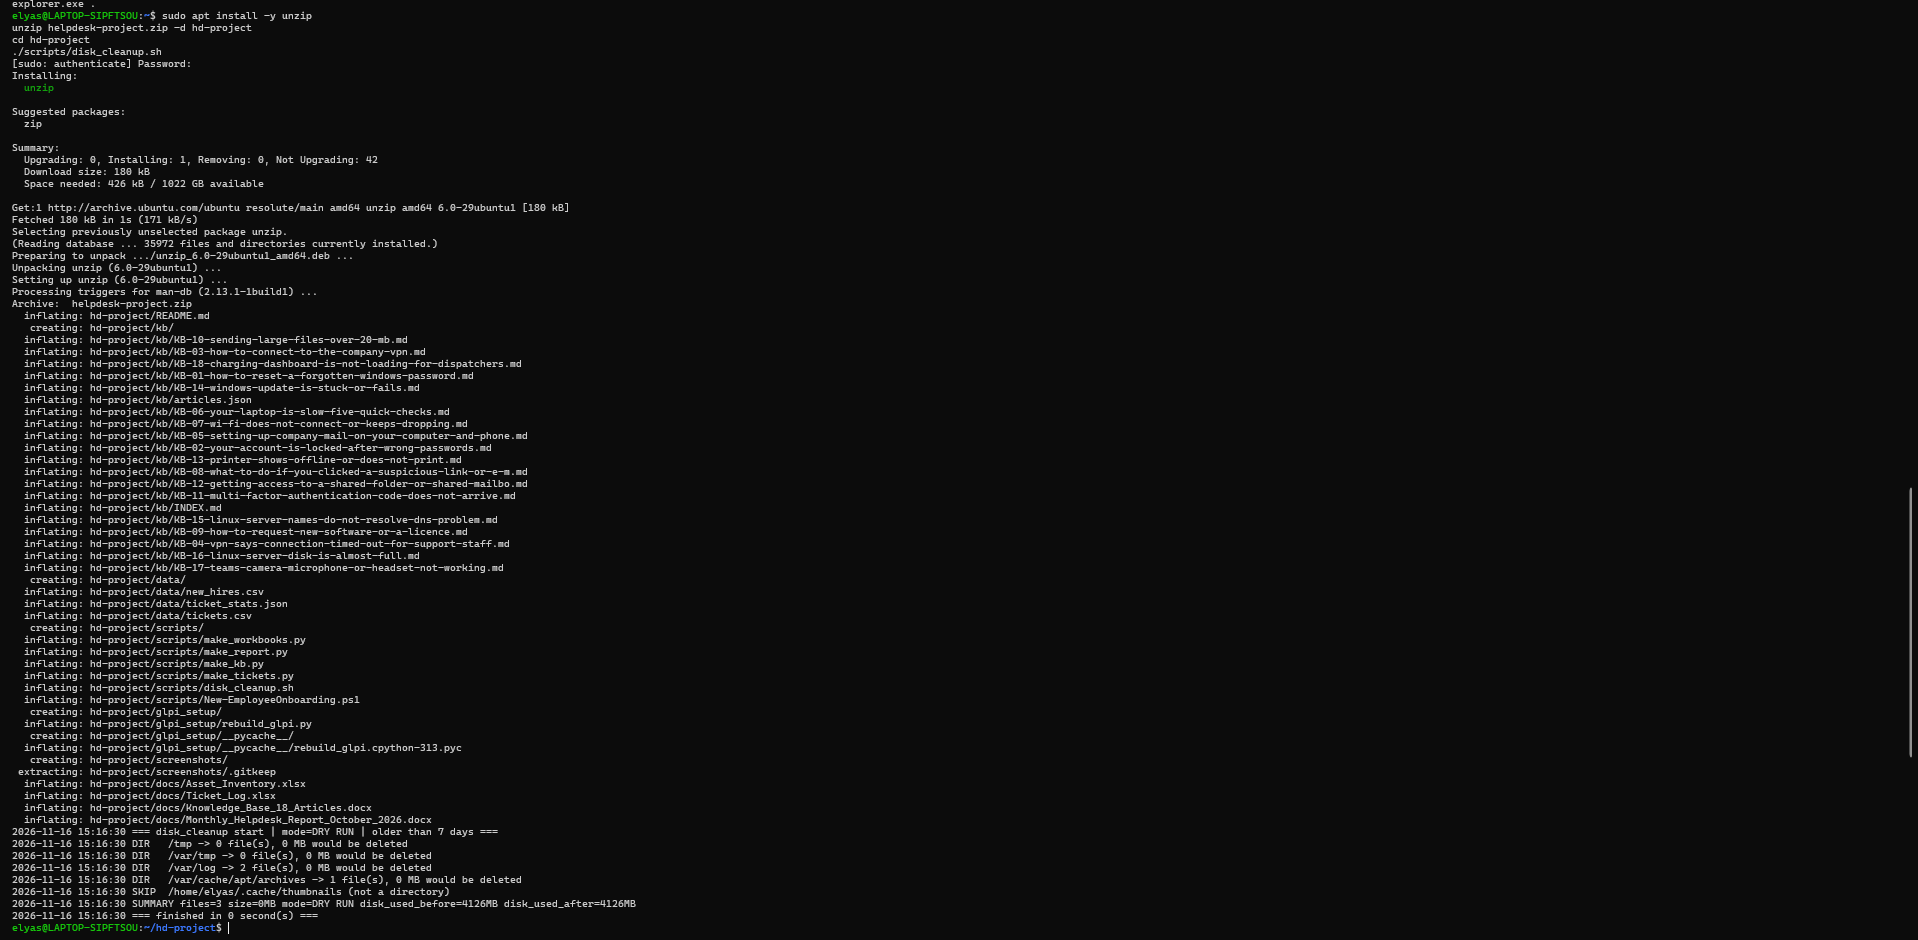 explorer.exe .
elyas@LAPTOP-SIPFTSOU:~$ sudo apt install -y unzip
unzip helpdesk-project.zip -d hd-project
cd hd-project
./scripts/disk_cleanup.sh
[sudo: authenticate] Password:
Installing:
  unzip

Suggested packages:
  zip

Summary:
  Upgrading: 0, Installing: 1, Removing: 0, Not Upgrading: 42
  Download size: 180 kB
  Space needed: 426 kB / 1022 GB available

Get:1 http://archive.ubuntu.com/ubuntu resolute/main amd64 unzip amd64 6.0-29ubuntu1 [180 kB]
Fetched 180 kB in 1s (171 kB/s)
Selecting previously unselected package unzip.
(Reading database ... 35972 files and directories currently installed.)
Preparing to unpack .../unzip_6.0-29ubuntu1_amd64.deb ...
Unpacking unzip (6.0-29ubuntu1) ...
Setting up unzip (6.0-29ubuntu1) ...
Processing triggers for man-db (2.13.1-1build1) ...
Archive:  helpdesk-project.zip
  inflating: hd-project/README.md
   creating: hd-project/kb/
  inflating: hd-project/kb/KB-10-sending-large-files-over-20-mb.md
  inflating: hd-project/kb/KB-03-how-to-connect-to-the-company-vpn.md
  inflating: hd-project/kb/KB-18-charging-dashboard-is-not-loading-for-dispatchers.md
  inflating: hd-project/kb/KB-01-how-to-reset-a-forgotten-windows-password.md
  inflating: hd-project/kb/KB-14-windows-update-is-stuck-or-fails.md
  inflating: hd-project/kb/articles.json
  inflating: hd-project/kb/KB-06-your-laptop-is-slow-five-quick-checks.md
  inflating: hd-project/kb/KB-07-wi-fi-does-not-connect-or-keeps-dropping.md
  inflating: hd-project/kb/KB-05-setting-up-company-mail-on-your-computer-and-phone.md
  inflating: hd-project/kb/KB-02-your-account-is-locked-after-wrong-passwords.md
  inflating: hd-project/kb/KB-13-printer-shows-offline-or-does-not-print.md
  inflating: hd-project/kb/KB-08-what-to-do-if-you-clicked-a-suspicious-link-or-e-m.md
  inflating: hd-project/kb/KB-12-getting-access-to-a-shared-folder-or-shared-mailbo.md
  inflating: hd-project/kb/KB-11-multi-factor-authentication-code-does-not-arrive.md
  inflating: hd-project/kb/INDEX.md
  inflating: hd-project/kb/KB-15-linux-server-names-do-not-resolve-dns-problem.md
  inflating: hd-project/kb/KB-09-how-to-request-new-software-or-a-licence.md
  inflating: hd-project/kb/KB-04-vpn-says-connection-timed-out-for-support-staff.md
  inflating: hd-project/kb/KB-16-linux-server-disk-is-almost-full.md
  inflating: hd-project/kb/KB-17-teams-camera-microphone-or-headset-not-working.md
   creating: hd-project/data/
  inflating: hd-project/data/new_hires.csv
  inflating: hd-project/data/ticket_stats.json
  inflating: hd-project/data/tickets.csv
   creating: hd-project/scripts/
  inflating: hd-project/scripts/make_workbooks.py
  inflating: hd-project/scripts/make_report.py
  inflating: hd-project/scripts/make_kb.py
  inflating: hd-project/scripts/make_tickets.py
  inflating: hd-project/scripts/disk_cleanup.sh
  inflating: hd-project/scripts/New-EmployeeOnboarding.ps1
   creating: hd-project/glpi_setup/
  inflating: hd-project/glpi_setup/rebuild_glpi.py
   creating: hd-project/glpi_setup/__pycache__/
  inflating: hd-project/glpi_setup/__pycache__/rebuild_glpi.cpython-313.pyc
   creating: hd-project/screenshots/
 extracting: hd-project/screenshots/.gitkeep
  inflating: hd-project/docs/Asset_Inventory.xlsx
  inflating: hd-project/docs/Ticket_Log.xlsx
  inflating: hd-project/docs/Knowledge_Base_18_Articles.docx
  inflating: hd-project/docs/Monthly_Helpdesk_Report_October_2026.docx
2026-11-16 15:16:30 === disk_cleanup start | mode=DRY RUN | older than 7 days ===
2026-11-16 15:16:30 DIR   /tmp -> 0 file(s), 0 MB would be deleted
2026-11-16 15:16:30 DIR   /var/tmp -> 0 file(s), 0 MB would be deleted
2026-11-16 15:16:30 DIR   /var/log -> 2 file(s), 0 MB would be deleted
2026-11-16 15:16:30 DIR   /var/cache/apt/archives -> 1 file(s), 0 MB would be deleted
2026-11-16 15:16:30 SKIP  /home/elyas/.cache/thumbnails (not a directory)
2026-11-16 15:16:30 SUMMARY files=3 size=0MB mode=DRY RUN disk_used_before=4126MB disk_used_after=4126MB
2026-11-16 15:16:30 === finished in 0 second(s) ===
elyas@LAPTOP-SIPFTSOU:~/hd-project$